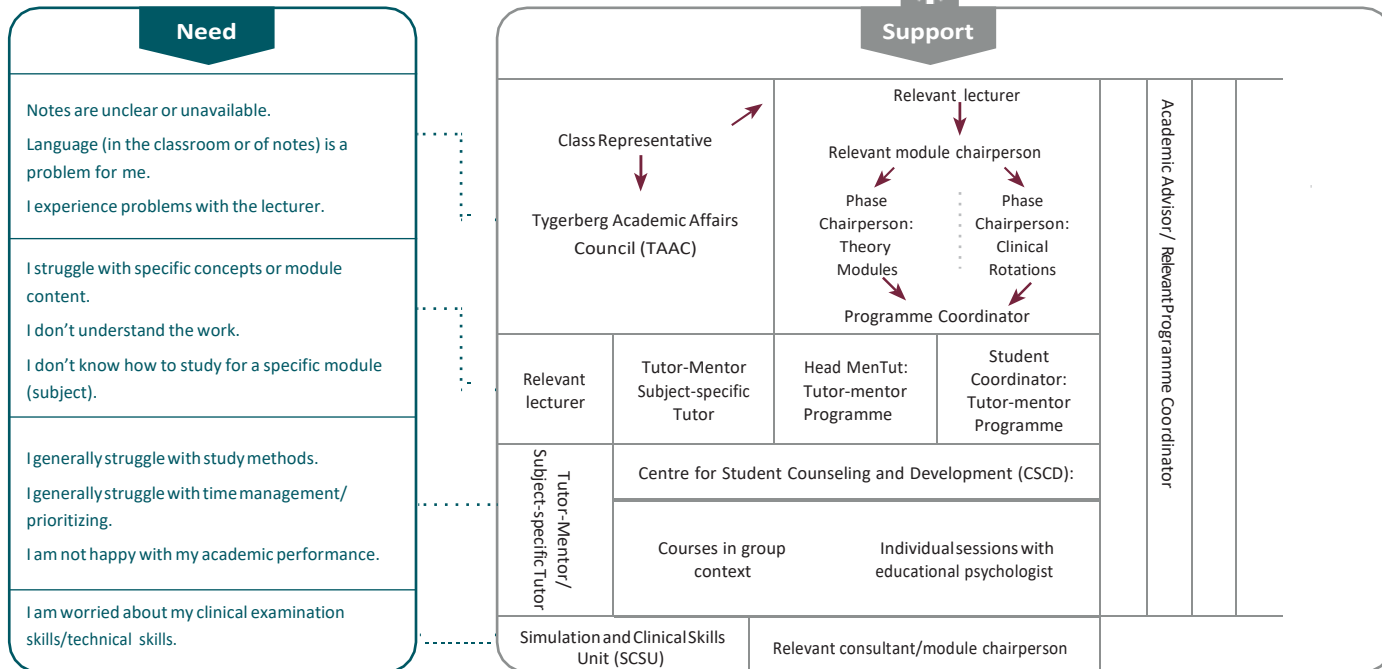 Need
Notes are unclear or unavailable.
Language (in the classroom or of notes) is a
problem for me.
I experience problems with the lecturer.
I struggle with specific concepts or module
content.
I don't understand the work.
I don't know how to study for a specific module
(subject).
I generally struggle with study methods.
I generally struggle with time management/
prioritizing.
I am not happy with my academic performance.
I am worried about my clinical examination
skills/technical skills.
Support
Class Representative
Tygerberg Academic Affairs
Council (TAAC)
Relevant lecturer
Relevant module chairperson
Phase
Chairperson:
Theory
Modules
Phase
Chairperson:
Clinical
Rotations
Programme Coordinator
Relevant
lecturer
Tutor-Mentor
Subject-specific
Tutor
Head MenTut:
Tutor-mentor
Programme
Student
Coordinator:
Tutor-mentor
Programme
Tutor-Mentor/
Subject-specific Tutor
Centre for Student Counseling and Development (CSCD):
Courses in group
context
Individual sessions with
educational psychologist
Simulation and Clinical Skills
Unit (SCSU)
Relevant consultant/module chairperson
Academic Advisor/ Relevant Programme Coordinator